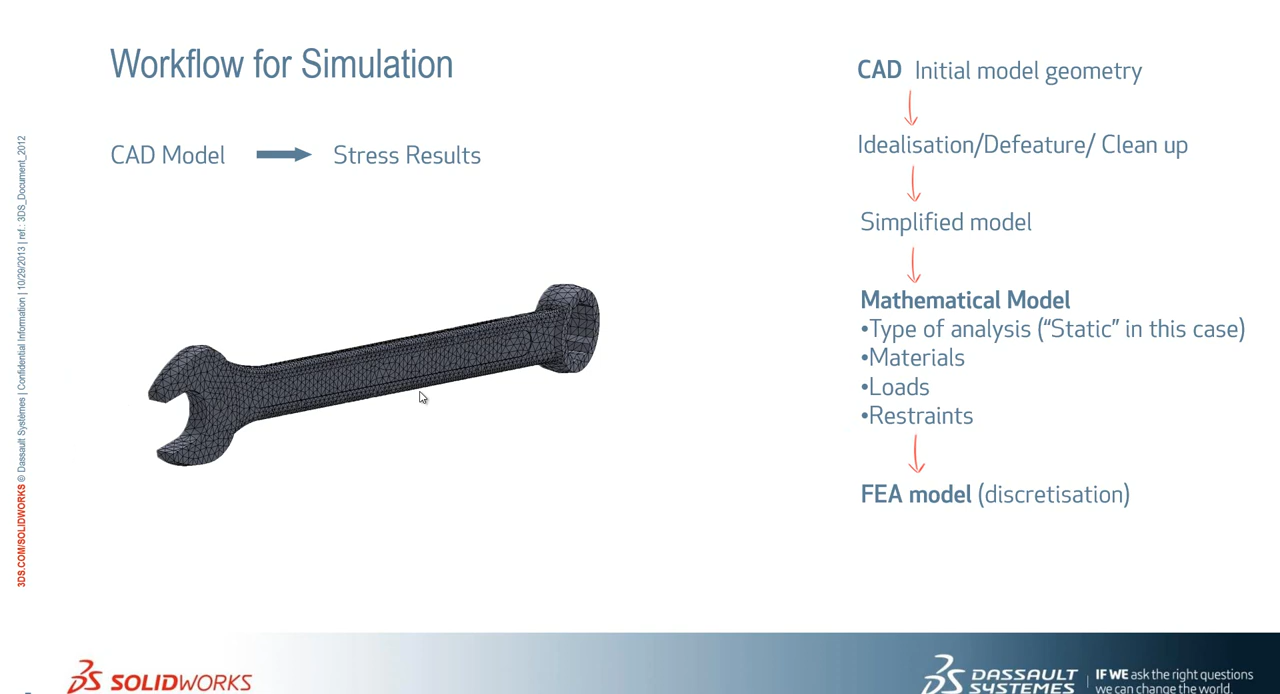 Workflow for Simulation
CAD Model
Stress Results
CAD Initial model geometry
Idealisation/Defeature/ Clean up
Simplified model
Mathematical Model
•Type of analysis (“Static” in this case)
•Materials
•Loads
•Restraints
FEA model (discretisation)
3DS.COM/SOLIDWORKS © Dassault Systèmes | Confidential Information | 10/29/2013 | ref.: 3DS_Document_2012
SOLIDWORKS
DASSAULT
SYSTEMES
IF WE ask the right questions
we can change the world.